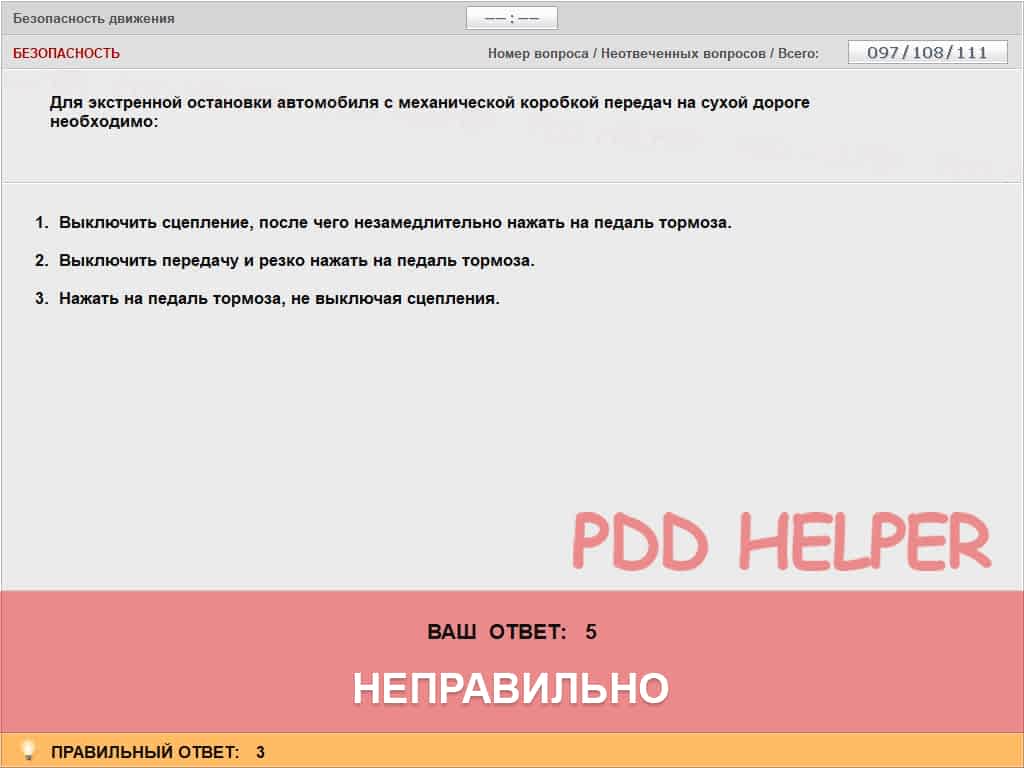 Безопасность движения
—— : ——
БЕЗОПАСНОСТЬ
Номер вопроса / Неотвеченных вопросов / Всего:
097/108/111
Для экстренной остановки автомобиля с механической коробкой передач на сухой дороге
необходимо:
1. Выключить сцепление, после чего незамедлительно нажать на педаль тормоза.
2. Выключить передачу и резко нажать на педаль тормоза.
3. Нажать на педаль тормоза, не выключая сцепления.
PDD HELPER
ВАШ ОТВЕТ: 5
НЕПРАВИЛЬНО
ПРАВИЛЬНЫЙ ОТВЕТ: 3